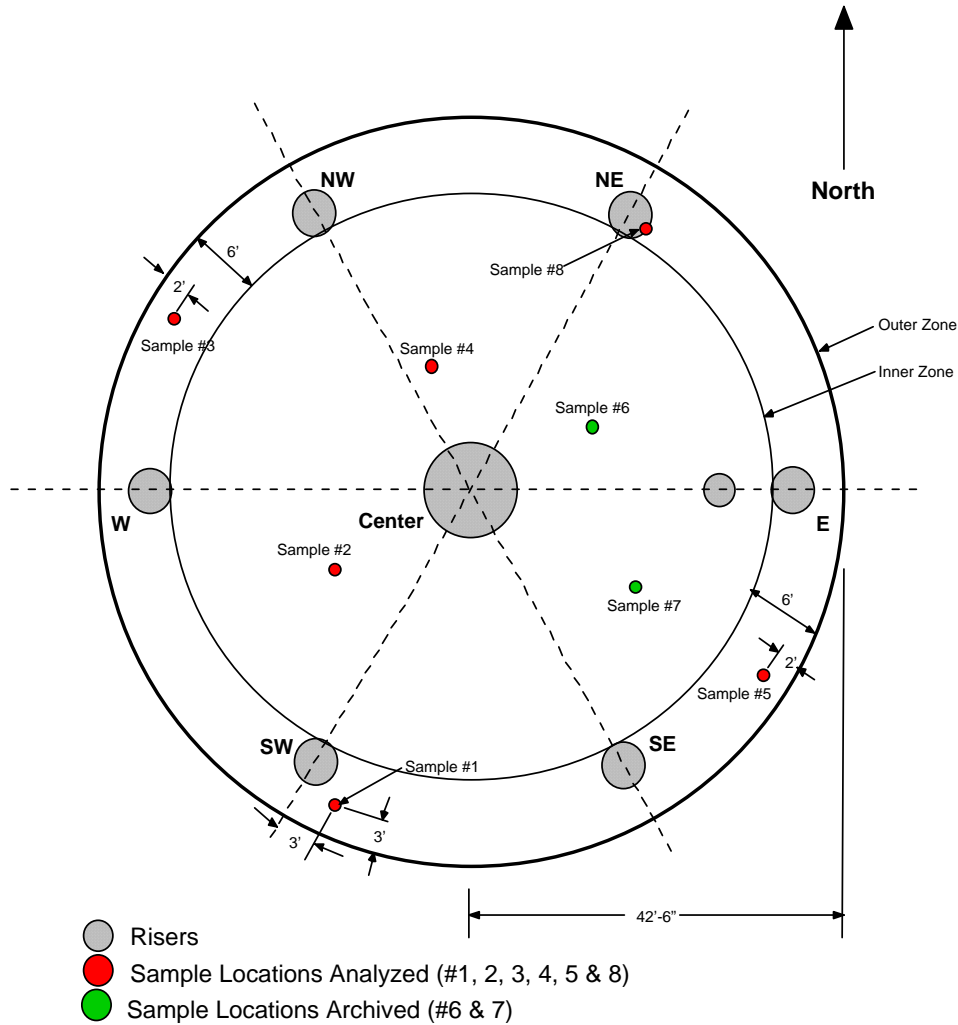 North
NW
NE
6’
2’
Sample #8
Sample #3
Sample #4
Outer Zone
Inner Zone
Sample #6
W
Center
E
Sample #2
Sample #7
6’
2’
Sample #5
SW
SE
Sample #1
3’
3’
42’-6”
Risers
Sample Locations Analyzed (#1, 2, 3, 4, 5 & 8)
Sample Locations Archived (#6 & 7)